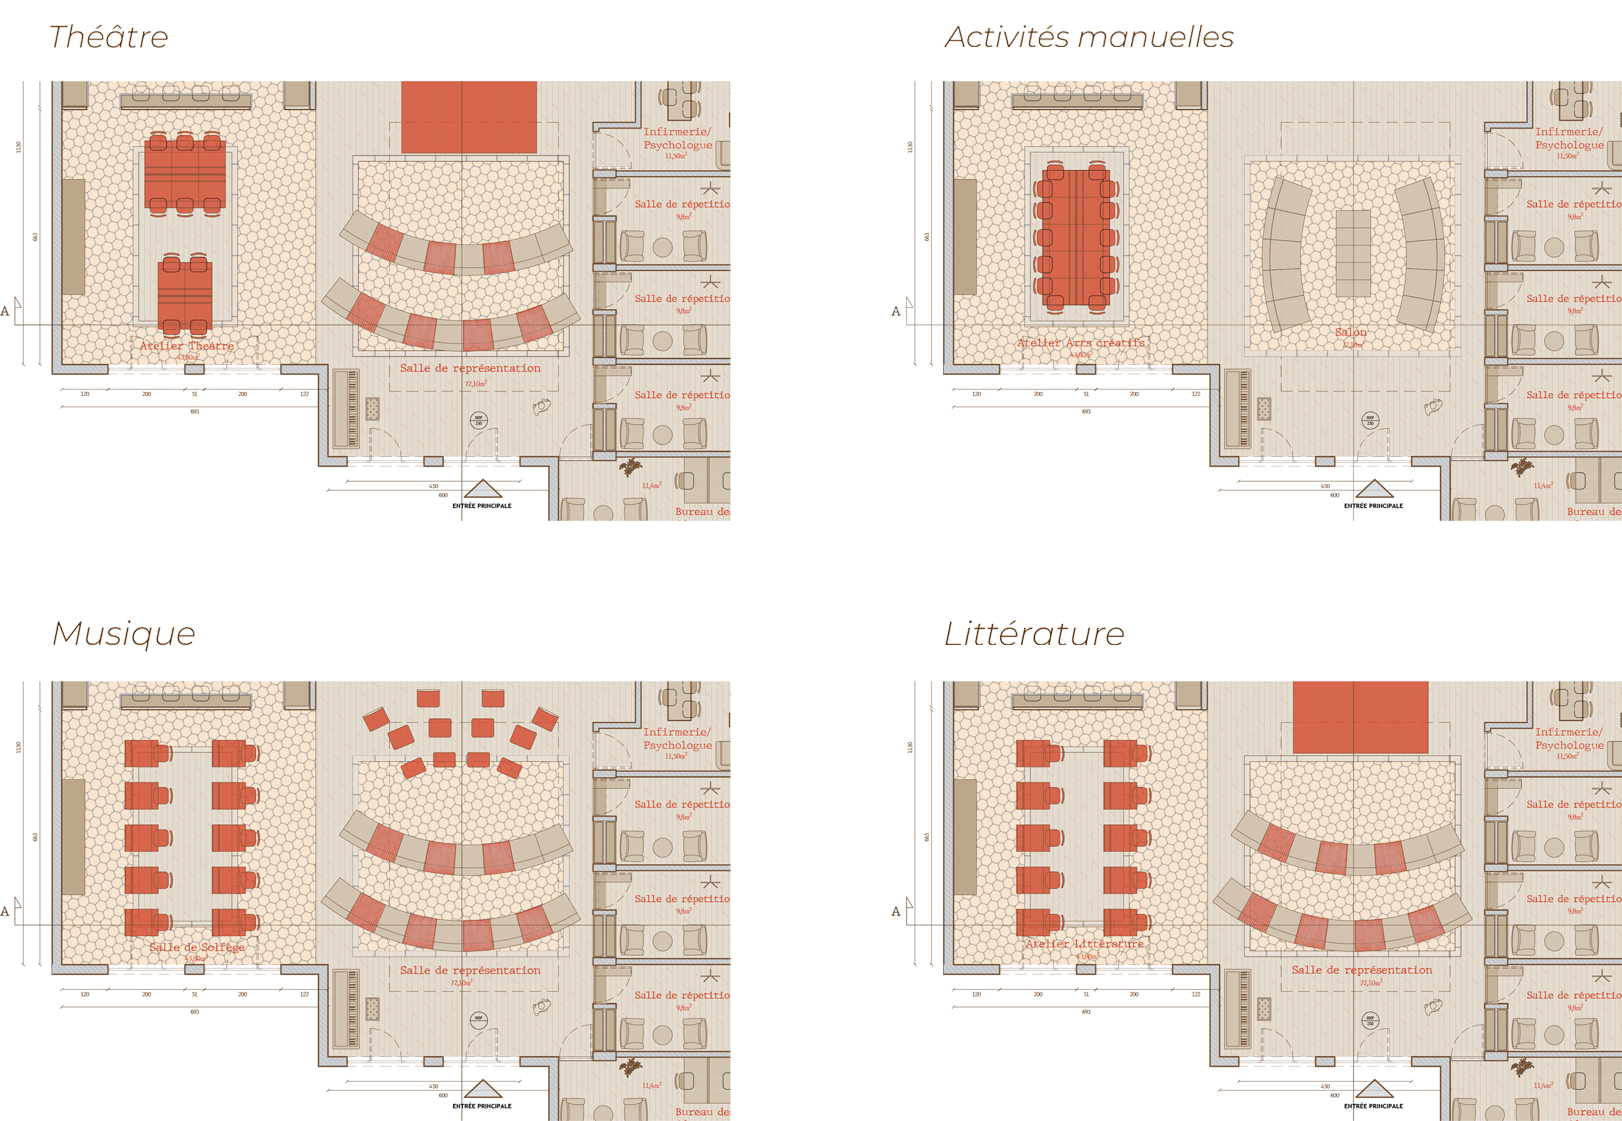 Théâtre
1130
663
A
Infirmerie/
Psychologue
11,50m²
Salle de répétitio
9,8m²
Salle de répétitio
9,8m²
Salle de répétitio
9,8m²
Atelier Théâtre
43,80m²
Salle de représentation
72,10m²
120 200 51 200 122
693
450
600
ENTRÉE PRINCIPALE
11,4m²
Bureau de
Activités manuelles
1130
663
A
Infirmerie/
Psychologue
11,50m²
Salle de répétitio
9,8m²
Salle de répétitio
9,8m²
Salle de répétitio
9,8m²
Atelier Arts créatifs
43,80m²
Salon
72,10m²
120 200 51 200 122
693
450
600
ENTRÉE PRINCIPALE
11,4m²
Bureau de
Musique
1130
663
A
Infirmerie/
Psychologue
11,50m²
Salle de répétitio
9,8m²
Salle de répétitio
9,8m²
Salle de répétitio
9,8m²
Salle de Solfège
43,80m²
Salle de représentation
72,10m²
120 200 51 200 122
693
450
600
ENTRÉE PRINCIPALE
11,4m²
Bureau de
Littérature
1130
663
A
Infirmerie/
Psychologue
11,50m²
Salle de répétitio
9,8m²
Salle de répétitio
9,8m²
Salle de répétitio
9,8m²
Atelier Littérature
43,80m²
Salle de représentation
72,10m²
120 200 51 200 122
693
450
600
ENTRÉE PRINCIPALE
11,4m²
Bureau de